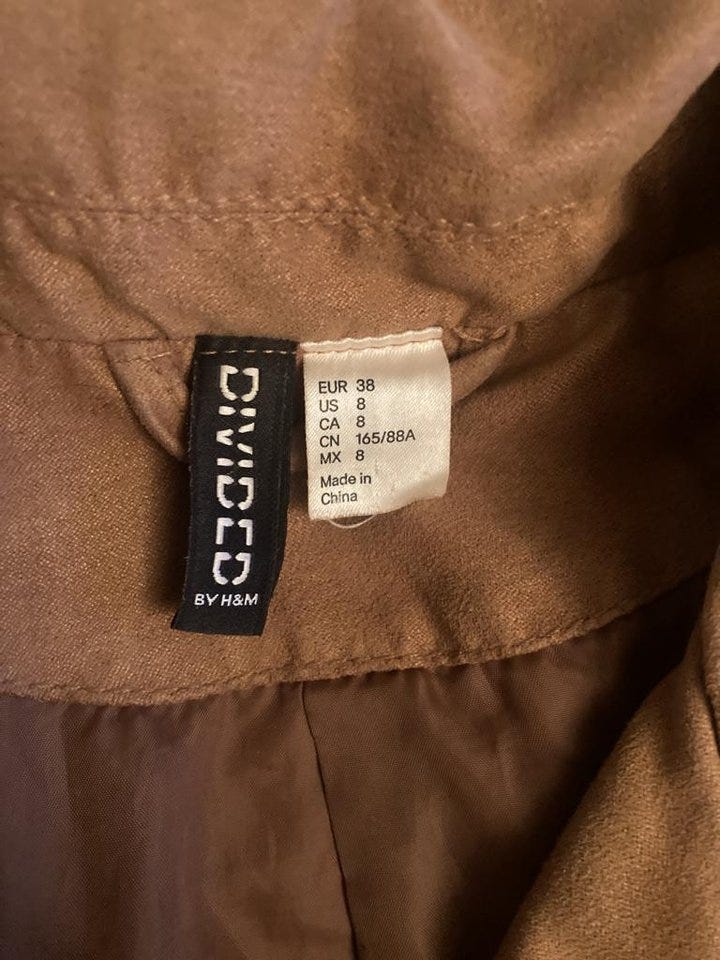 DIVIDED
BY H&M
EUR 38
US 8
CA 8
CN 165/88A
MX 8
Made in
China